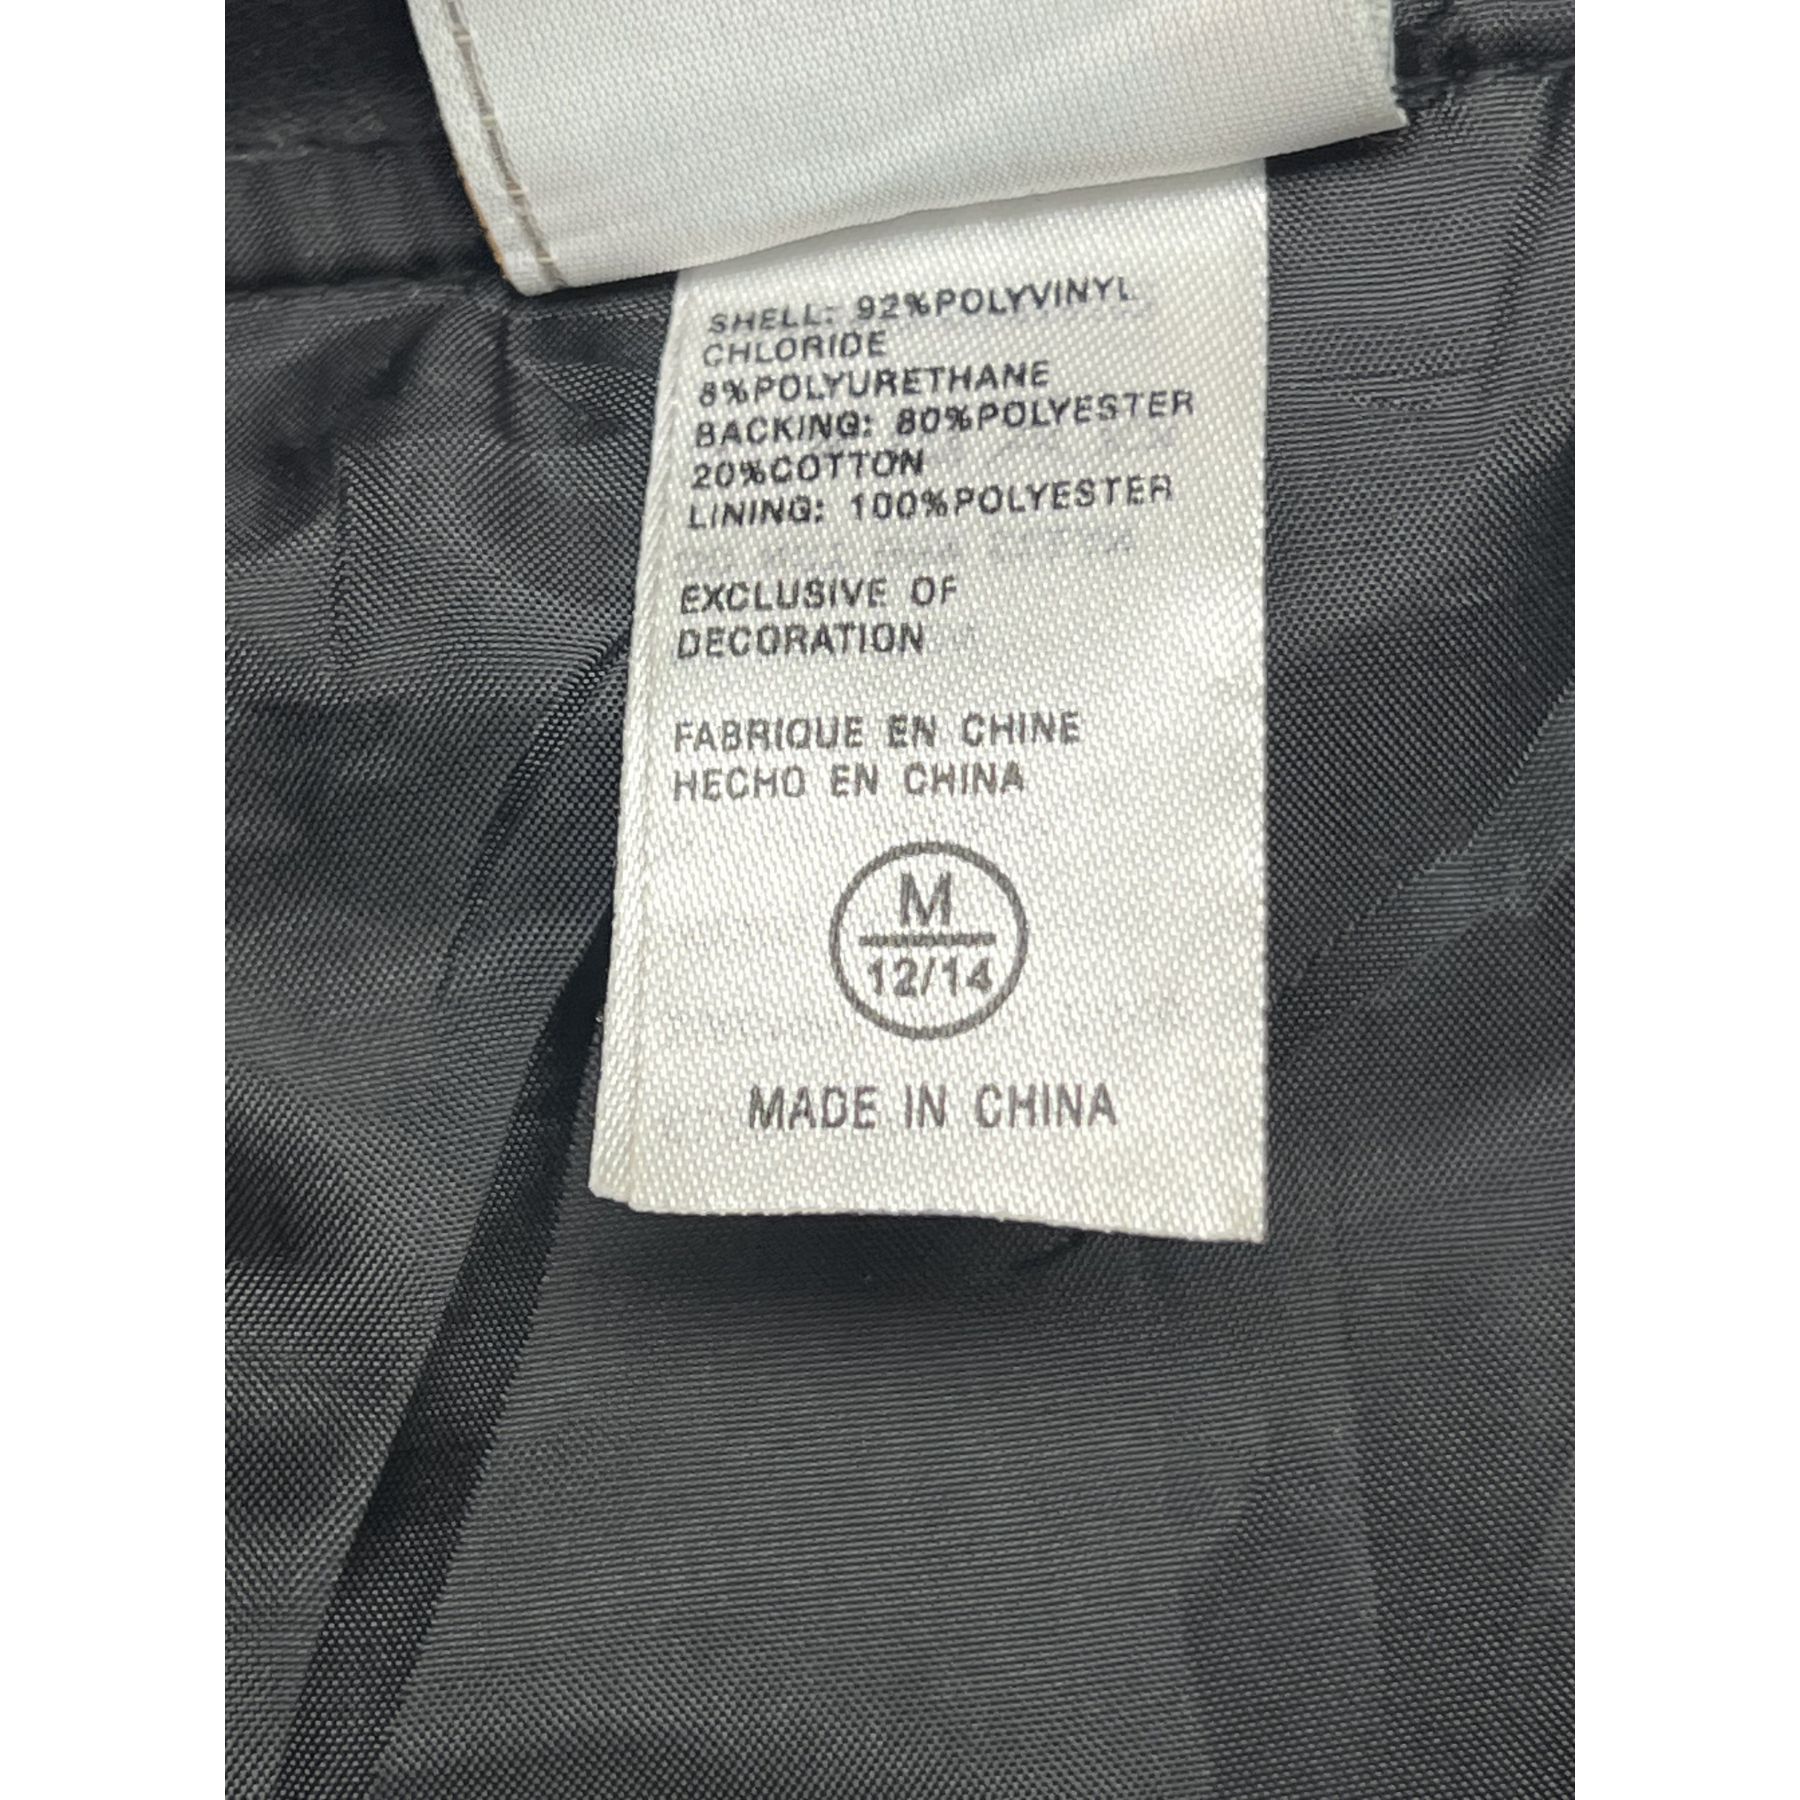 SHELL: 92%POLYVINYL
CHLORIDE
8%POLYURETHANE
BACKING: 80%POLYESTER
20%COTTON
LINING: 100%POLYESTER
EXCLUSIVE OF
DECORATION
FABRIQUE EN CHINE
HECHO EN CHINA
M
12/14
MADE IN CHINA